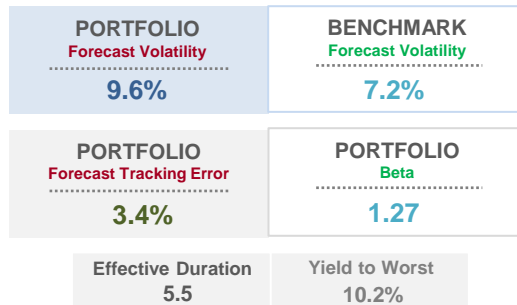 PORTFOLIO
Forecast Volatility
9.6%
BENCHMARK
Forecast Volatility
7.2%
PORTFOLIO
Forecast Tracking Error
3.4%
PORTFOLIO
Beta
1.27
Effective Duration
5.5
Yield to Worst
10.2%